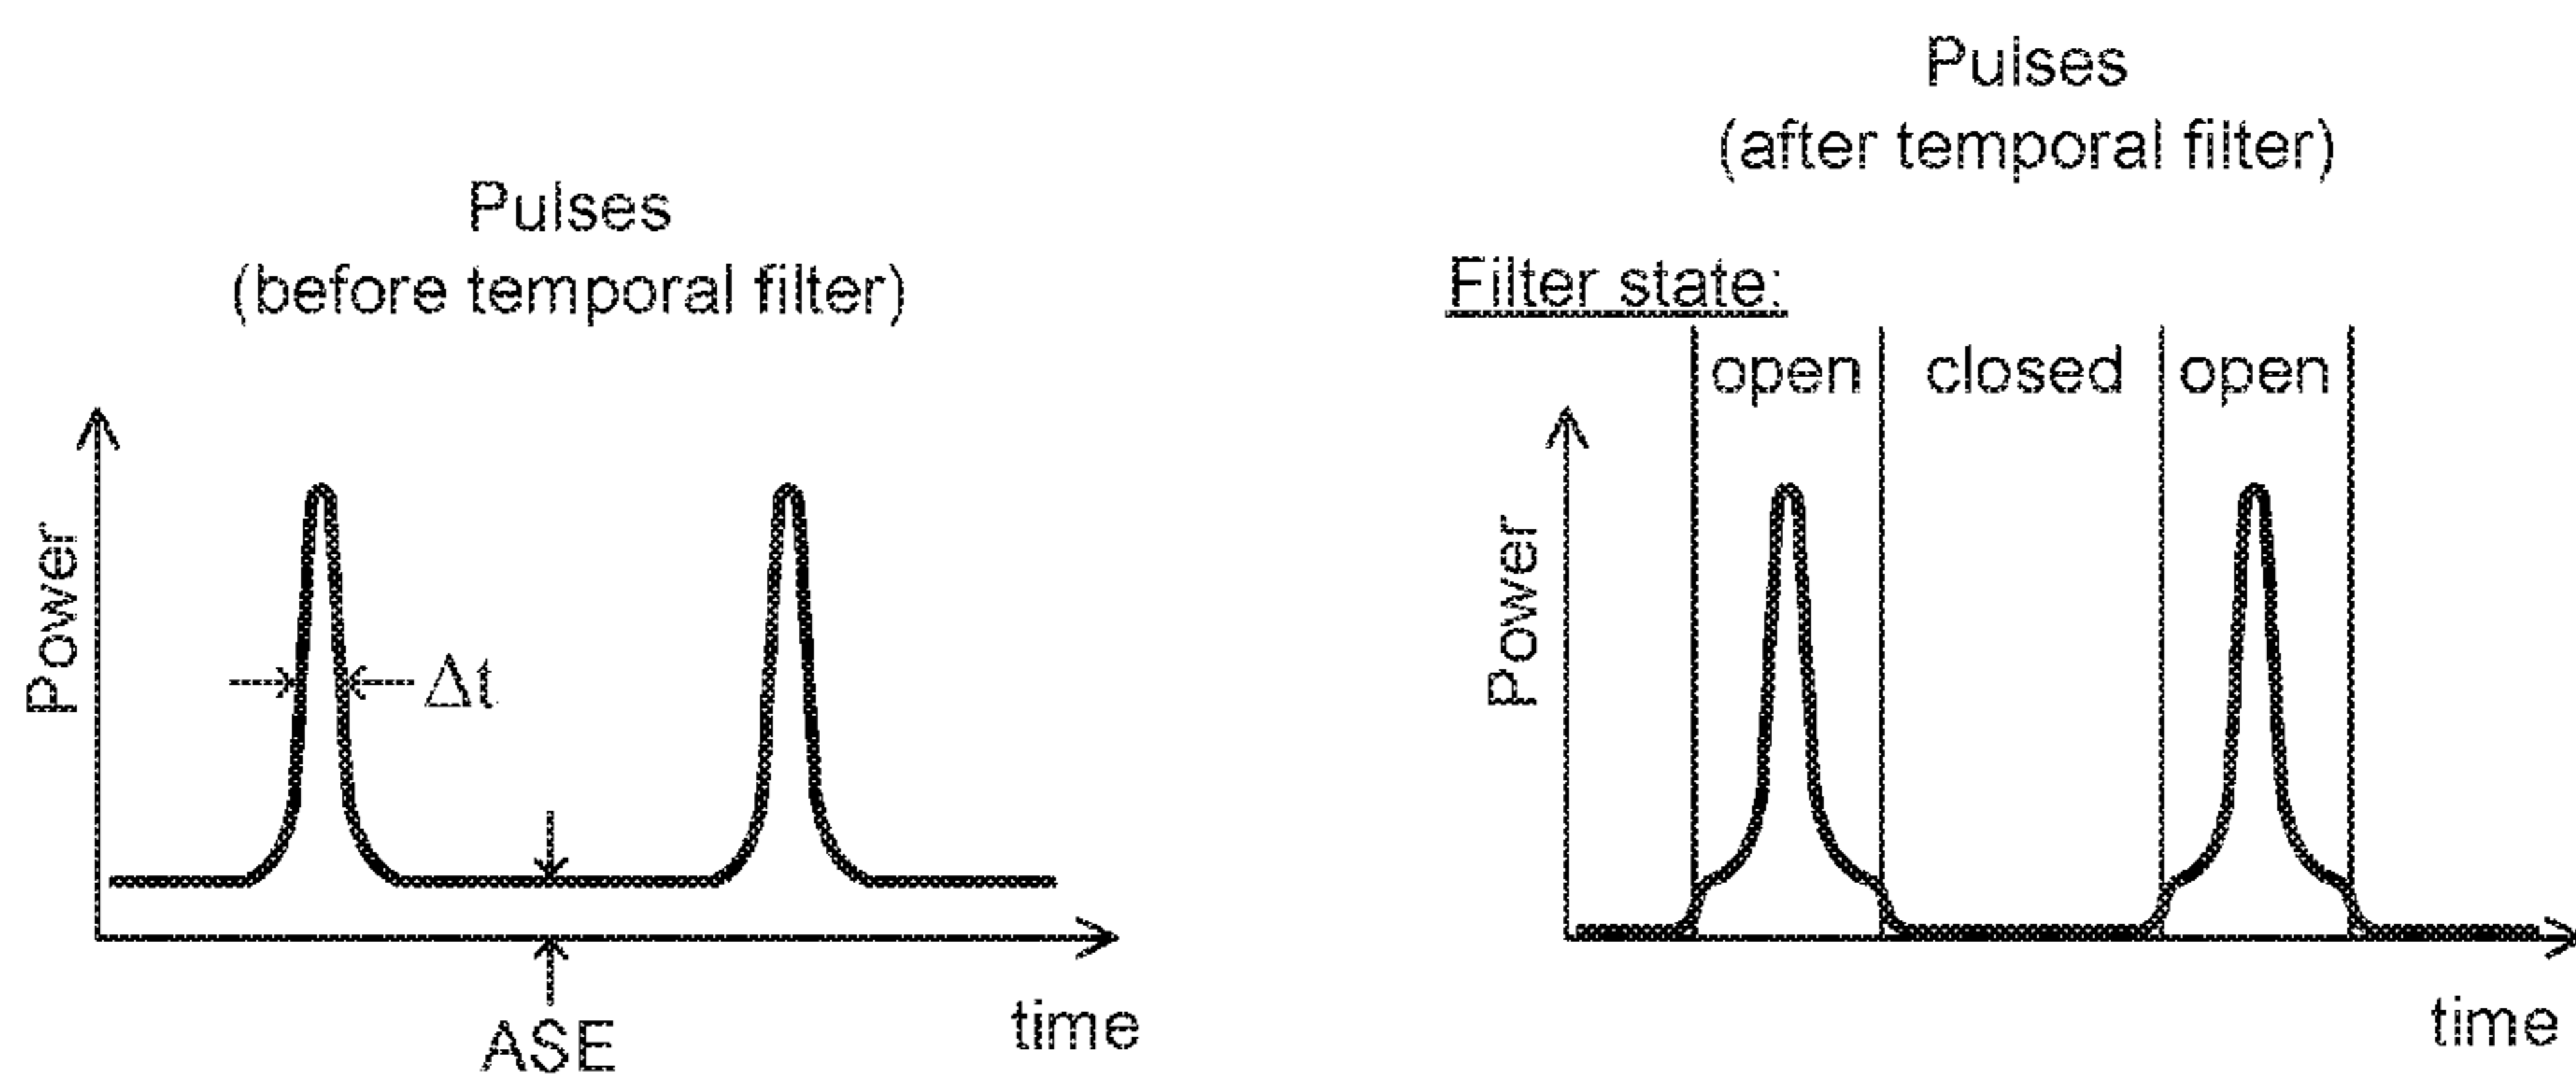 Pulses
(before temporal filter)
Power
Δt
ASE
time
Pulses
(after temporal filter)
Filter state:
open closed open
Power
time